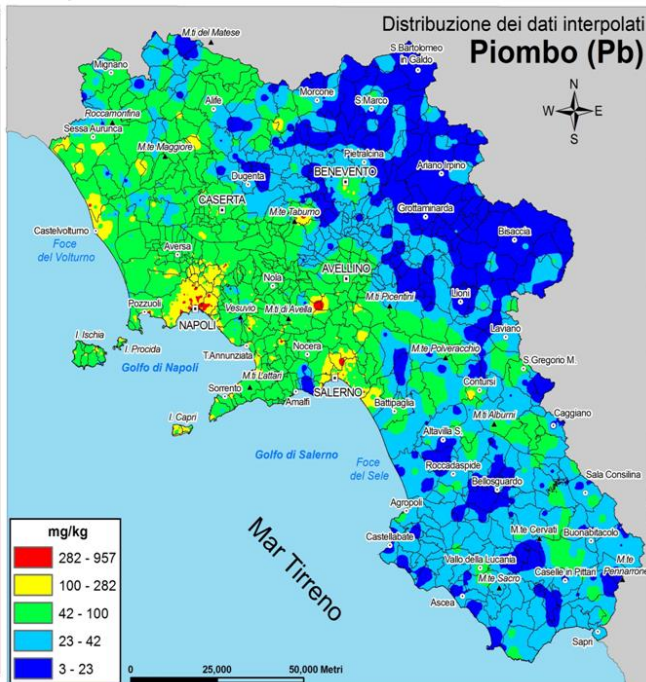 Distribuzione dei dati interpolati
Piombo (Pb)
N
W E
S
M.ti del Matese
S.Bartolomeo
in Galdo
Mignano
Morcone
S.Marco
Alife
Roccamonfina
Sessa Aurunca
M.te Maggiore
Pietralcina
Ariano Irpino
Dugenta
BENEVENTO
CASERTA
M.te Taburno
Grottaminarda
Castelvolturno
Foce
del Volturno
Bisaccia
Aversa
AVELLINO
Nola
Lioni
Pozzuoli
Vesuvio
M.ti di Avella
M.ti Picentini
NAPOLI
Laviano
I. Ischia
I. Procida
Nocera
M.te Polveracchio
Golfo di Napoli
T.Annunziata
S.Gregorio M.
M.ti Lattari
Contursi
Sorrento
SALERNO
Amalfi
Battipaglia
M.ti Alburni
Caggiano
I. Capri
Altavilla S.
Golfo di Salerno
Foce
del Sele
Roccadaspide
Sala Consilina
Bellosguardo
Agropoli
M.te Cervati
Buonabitacolo
Castellabate
Mar Tirreno
Vallo della Lucania
M.te
Caselle in Pittari
M.te Sacro
Ascea
Sapri
mg/kg
282 - 957
100 - 282
42 - 100
23 - 42
3 - 23
0 25,000 50,000 Metri